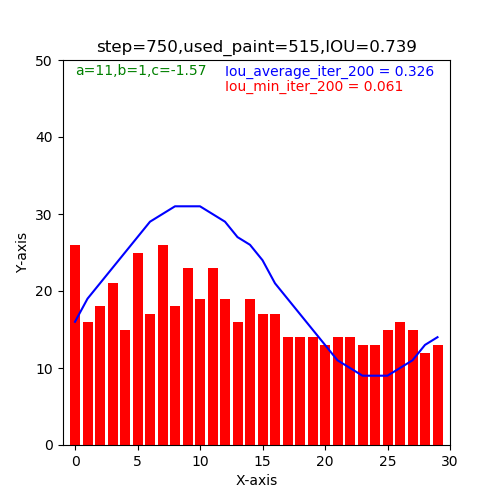 step=750,used_paint=515,IOU=0.739
50
a=11,b=1,c=-1.57
Iou_average_iter_200 = 0.326
Iou_min_iter_200 = 0.061
40
30
20
10
0
Y-axis
0 5 10 15 20 25 30
X-axis